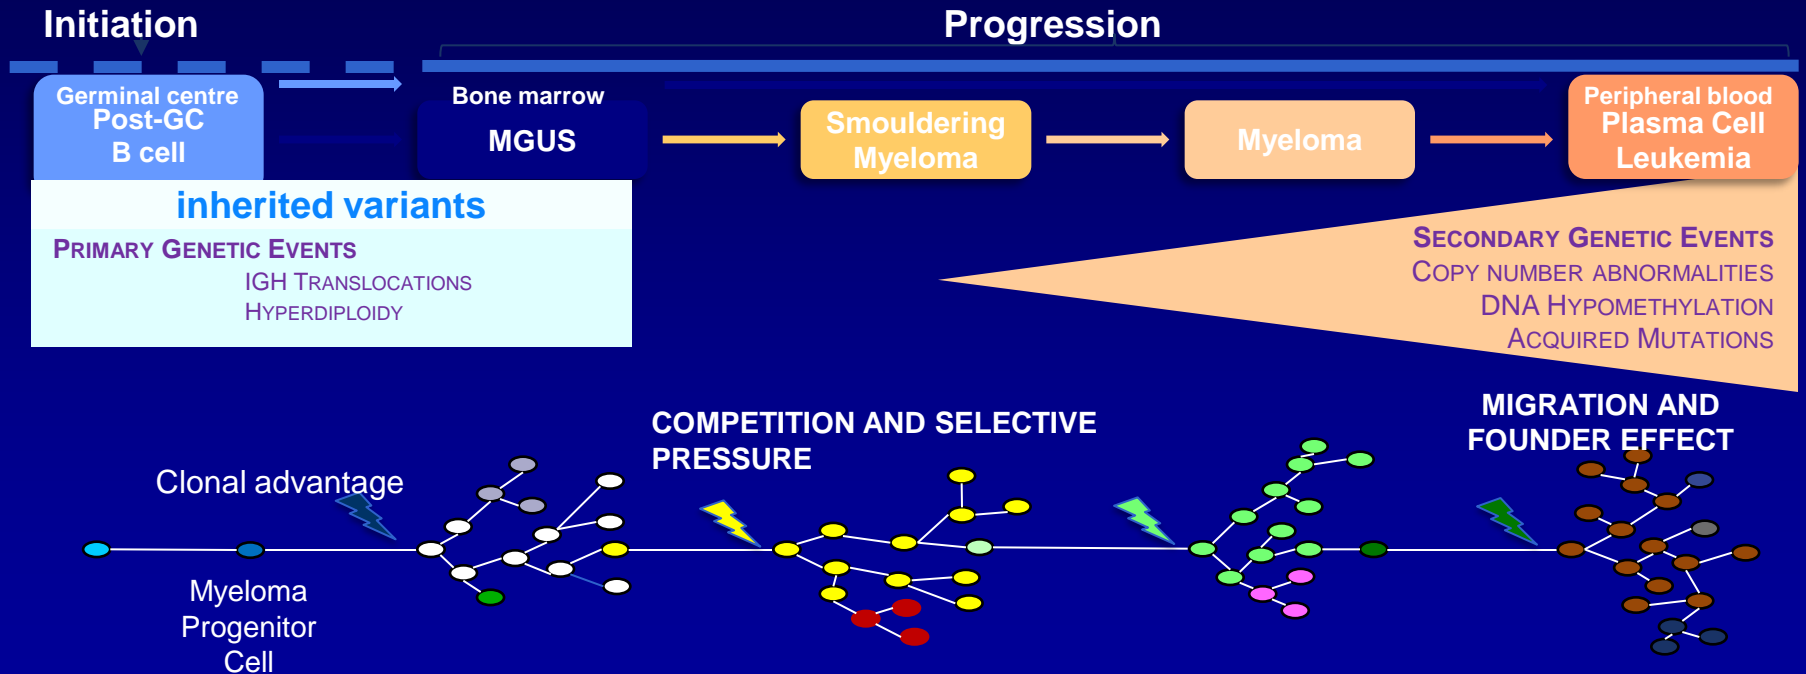 Initiation
Progression
Germinal centre
Post-GC
B cell
Bone marrow
MGUS
Smouldering
Myeloma
Myeloma
Peripheral blood
Plasma Cell
Leukemia
inherited variants
PRIMARY GENETIC EVENTS
IGH TRANSLOCATIONS
HYPERDIPLOIDY
SECONDARY GENETIC EVENTS
COPY NUMBER ABNORMALITIES
DNA HYPOMETHYLATION
ACQUIRED MUTATIONS
COMPETITION AND SELECTIVE
PRESSURE
MIGRATION AND
FOUNDER EFFECT
Clonal advantage
Myeloma
Progenitor
Cell